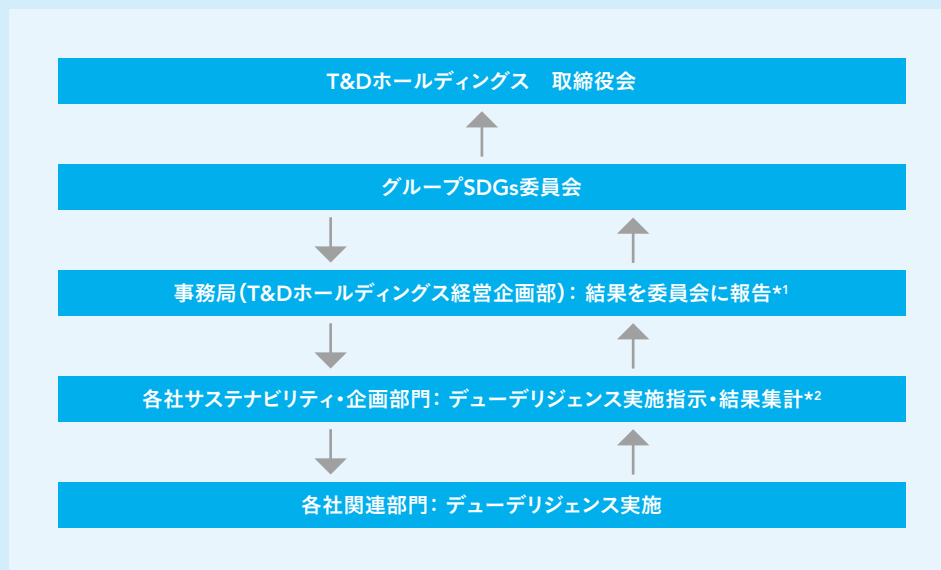 T&Dホールディングス　取締役会
グループSDGs委員会
事務局（T&Dホールディングス経営企画部）：結果を委員会に報告*1
各社サステナビリティ・企画部門：デューデリジェンス実施指示・結果集計*2
各社関連部門：デューデリジェンス実施